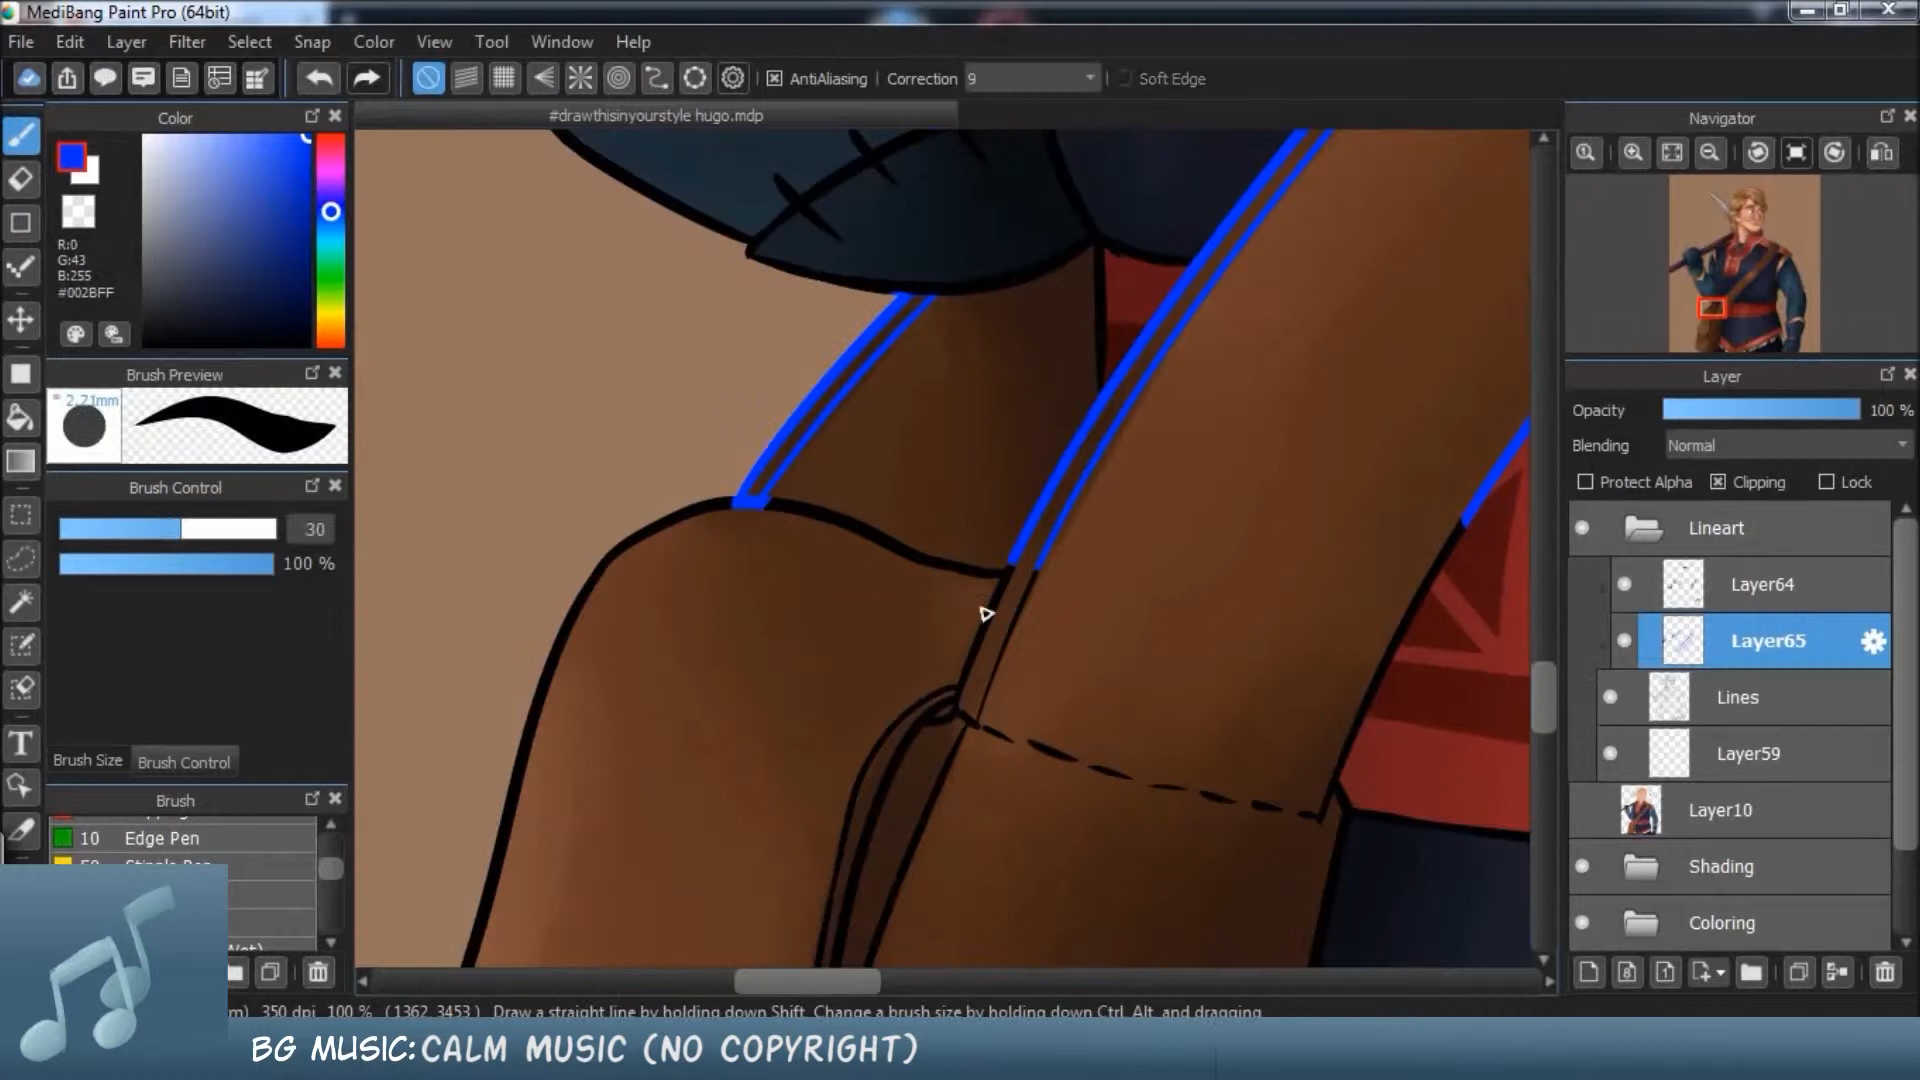 MediBang Paint Pro (64bit)
File Edit Layer Filter Select Snap Color View Tool Window Help
AntiAliasing Correction 9 Soft Edge
#drawthisinyourstyle hugo.mdp
Color
R:0
G:43
B:255
#002BFF
Brush Preview
2.21mm
Brush Control
30
100 %
Brush Size Brush Control
Brush
10 Edge Pen
Navigator
Layer
Opacity 100 %
Blending Normal
Protect Alpha Clipping Lock
Lineart
Layer64
Layer65
Lines
Layer59
Layer10
Shading
Coloring
m) 350 dpi 100 % (1362 3453) Draw a straight line by holding down Shift. Change a brush size by holding down Ctrl, Alt, and dragging
BG MUSIC: CALM MUSIC (NO COPYRIGHT)